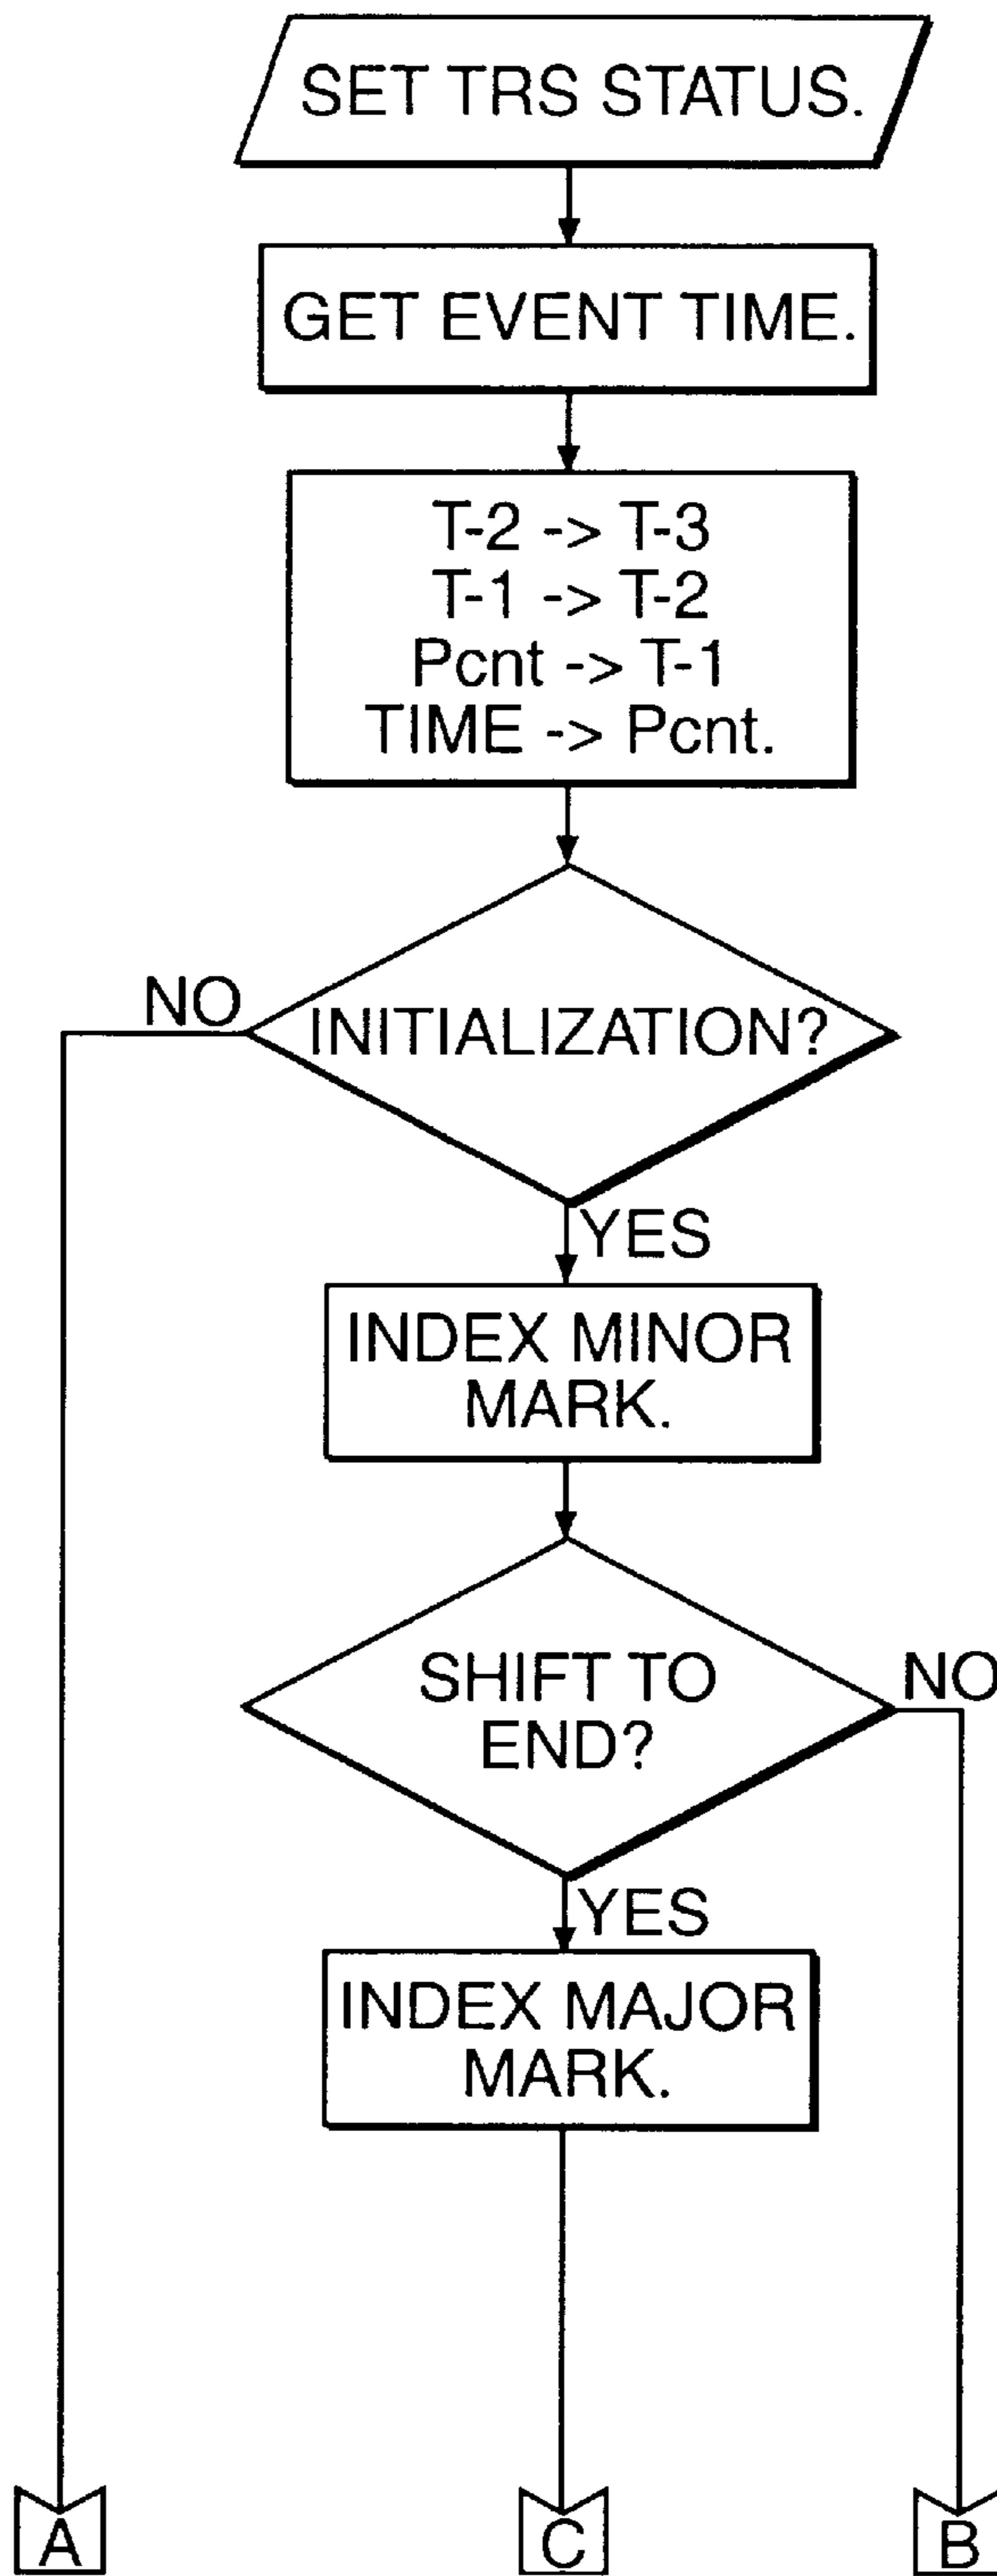 SET TRS STATUS.
GET EVENT TIME.
T-2 -> T-3
T-1 -> T-2
Pcnt -> T-1
TIME -> Pcnt.
NO
INITIALIZATION?
YES
INDEX MINOR
MARK.
SHIFT TO
END?
NO
YES
INDEX MAJOR
MARK.
A
C
B